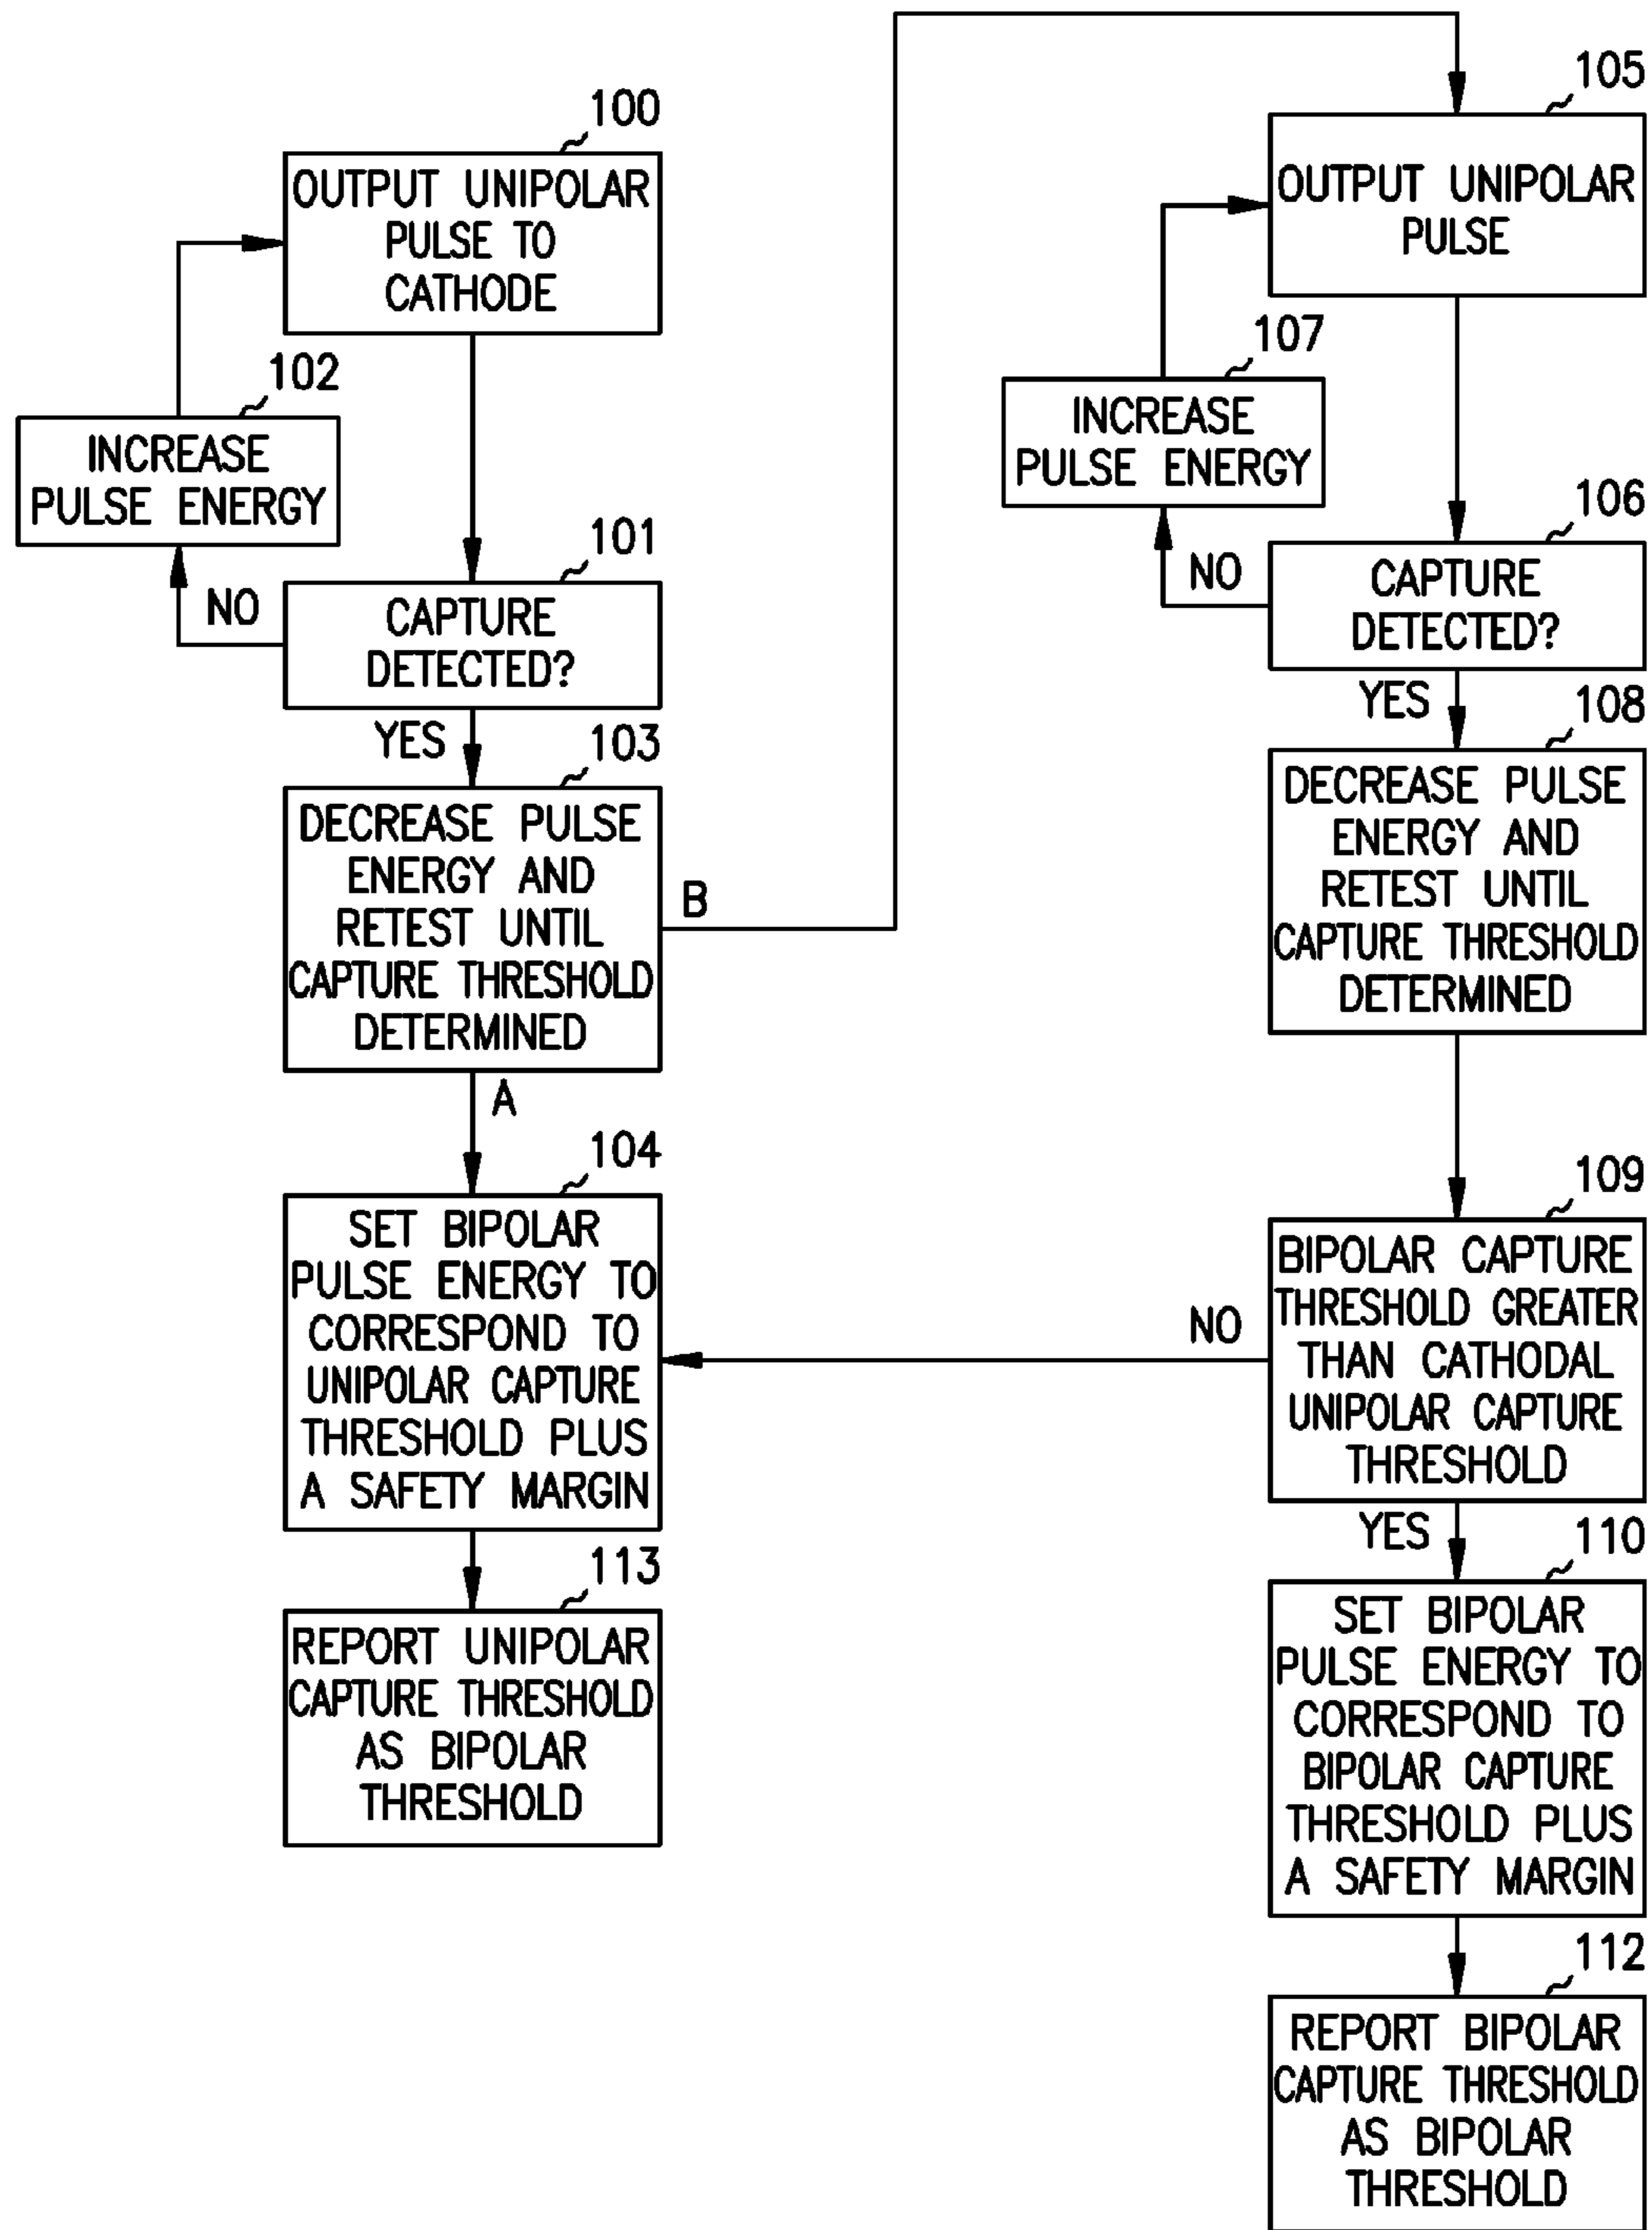 100
OUTPUT UNIPOLAR
PULSE TO
CATHODE
102
INCREASE
PULSE ENERGY
101
CAPTURE
DETECTED?
NO
YES
103
DECREASE PULSE
ENERGY AND
RETEST UNTIL
CAPTURE THRESHOLD
DETERMINED
B
A
104
SET BIPOLAR
PULSE ENERGY TO
CORRESPOND TO
UNIPOLAR CAPTURE
THRESHOLD PLUS
A SAFETY MARGIN
113
REPORT UNIPOLAR
CAPTURE THRESHOLD
AS BIPOLAR
THRESHOLD
105
OUTPUT UNIPOLAR
PULSE
107
INCREASE
PULSE ENERGY
106
CAPTURE
DETECTED?
NO
YES
108
DECREASE PULSE
ENERGY AND
RETEST UNTIL
CAPTURE THRESHOLD
DETERMINED
109
BIPOLAR CAPTURE
THRESHOLD GREATER
THAN CATHODAL
UNIPOLAR CAPTURE
THRESHOLD
NO
YES
110
SET BIPOLAR
PULSE ENERGY TO
CORRESPOND TO
BIPOLAR CAPTURE
THRESHOLD PLUS
A SAFETY MARGIN
112
REPORT BIPOLAR
CAPTURE THRESHOLD
AS BIPOLAR
THRESHOLD